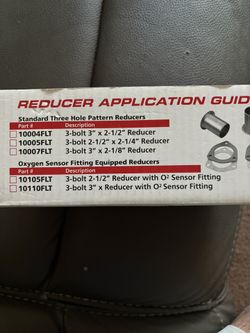 REDUCER APPLICATION GUID
Standard Three Hole Pattern Reducers
Part # Description
10004FLT 3-bolt 3" x 2-1/2" Reducer
10005FLT 3-bolt 2-1/2" x 2-1/4" Reducer
10007FLT 3-bolt 3" x 2-1/8" Reducer
Oxygen Sensor Fitting Equipped Reducers
Part # Description
10105FLT 3-bolt 2-1/2" Reducer with O² Sensor Fitting
10110FLT 3-bolt 3" x Reducer with O² Sensor Fitting